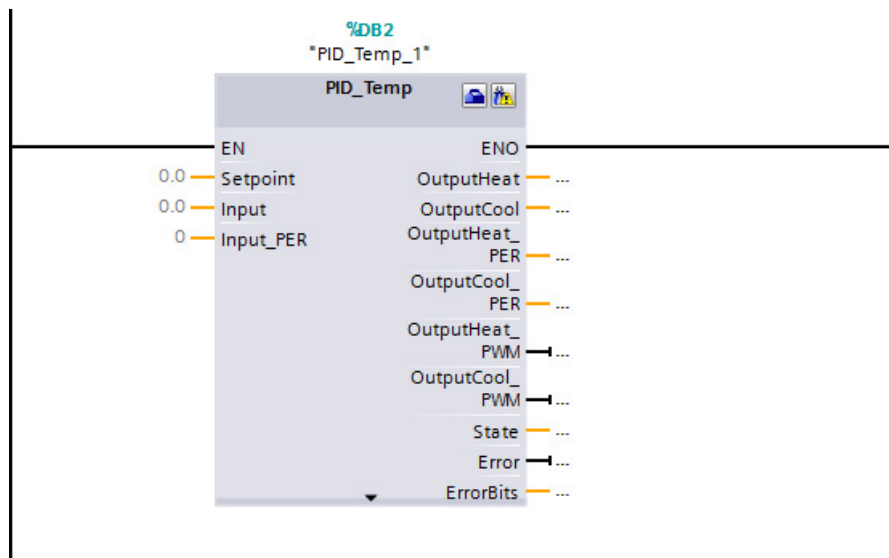 %DB2
"PID_Temp_1"
PID_Temp
EN ENO
0.0 Setpoint OutputHeat ...
0.0 Input OutputCool ...
0 Input_PER OutputHeat_
PER ...
OutputCool_
PER ...
OutputHeat_
PWM ...
OutputCool_
PWM ...
State ...
Error ...
ErrorBits ...